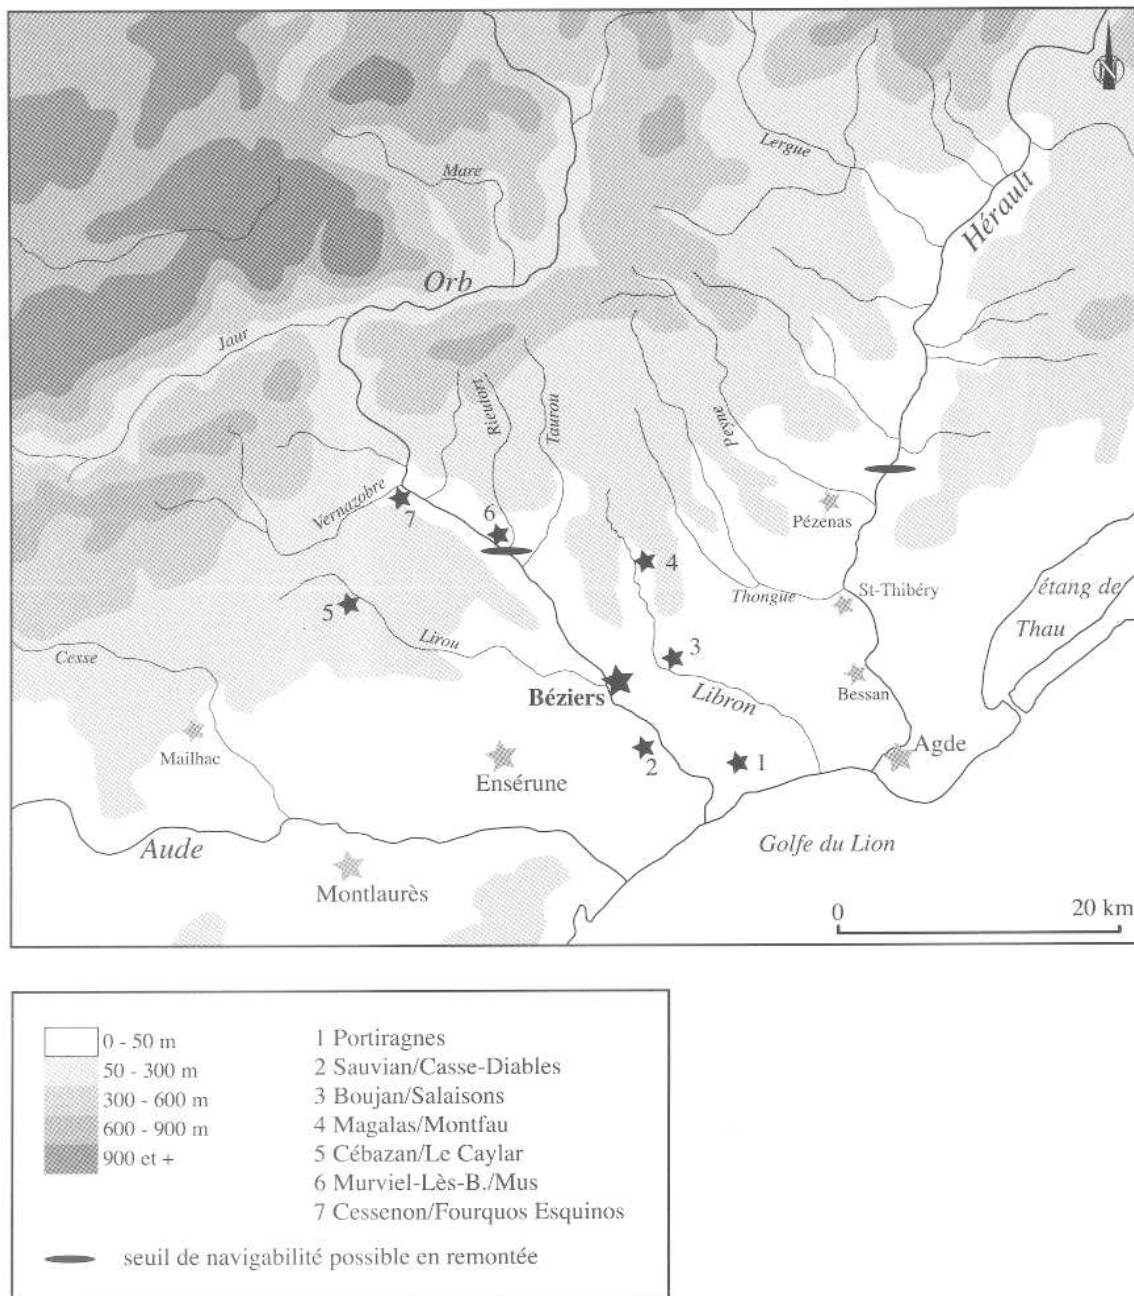 N
Lergue
Mare
Hérault
Orb
Jaur
Rieutort
Taurou
Peyne
Vernazobre
7
6
Pézenas
4
5
Thongue
St-Thibéry
étang de
Thau
Lirou
Cesse
3
Béziers
Libron
Bessan
Mailhac
Ensérune
2
1
Agde
Aude
Golfe du Lion
Montlaurès
0
20 km
0 - 50 m
50 - 300 m
300 - 600 m
600 - 900 m
900 et +
1 Portiragnes
2 Sauvian/Casse-Diables
3 Boujan/Salaisons
4 Magalas/Montfau
5 Cébazan/Le Caylar
6 Murviel-Lès-B./Mus
7 Cessenon/Fourquos Esquinos
seuil de navigabilité possible en remontée